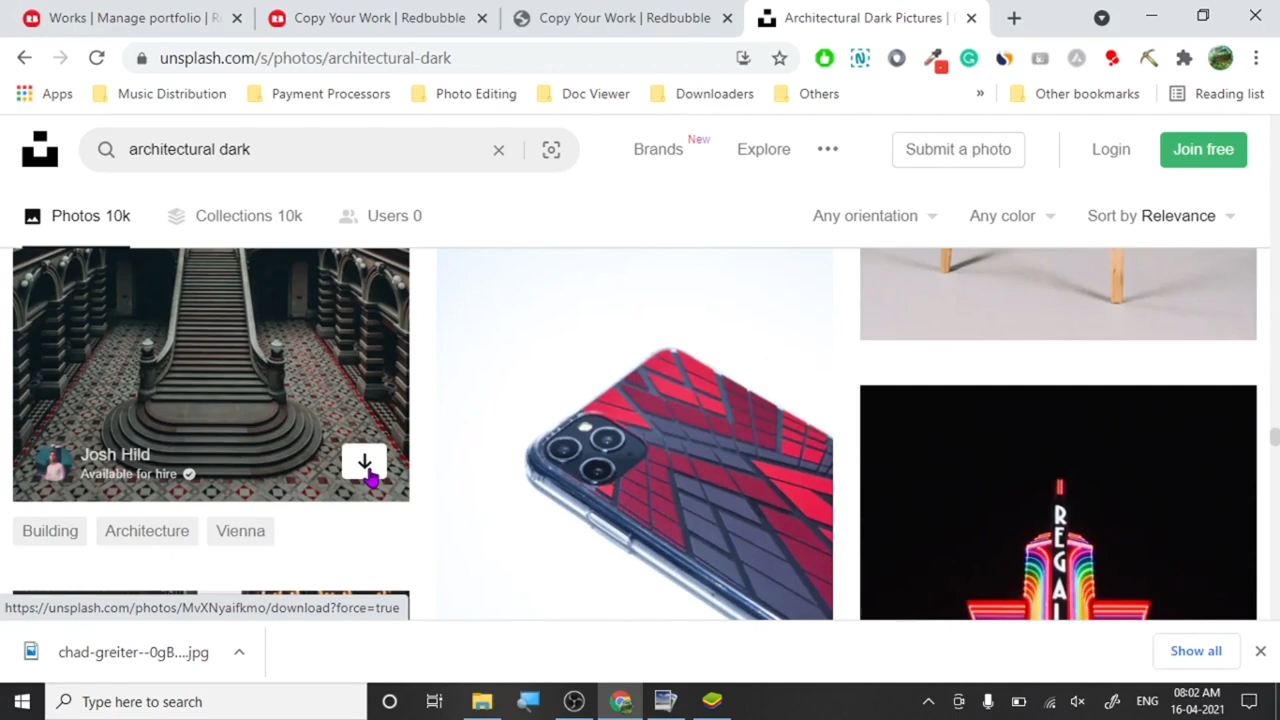 Works | Manage portfolio | R
Copy Your Work | Redbubble
Copy Your Work | Redbubble
Architectural Dark Pictures |
unsplash.com/s/photos/architectural-dark
Apps
Music Distribution
Payment Processors
Photo Editing
Doc Viewer
Downloaders
Others
»
Other bookmarks
Reading list
architectural dark
Brands
New
Explore
Submit a photo
Login
Join free
Photos 10k
Collections 10k
Users 0
Any orientation
Any color
Sort by Relevance
Josh Hild
Available for hire
Building
Architecture
Vienna
REGAL
https://unsplash.com/photos/MvXNyaifkmo/download?force=true
chad-greiter--0gB....jpg
Show all
Type here to search
ENG
08:02 AM
16-04-2021